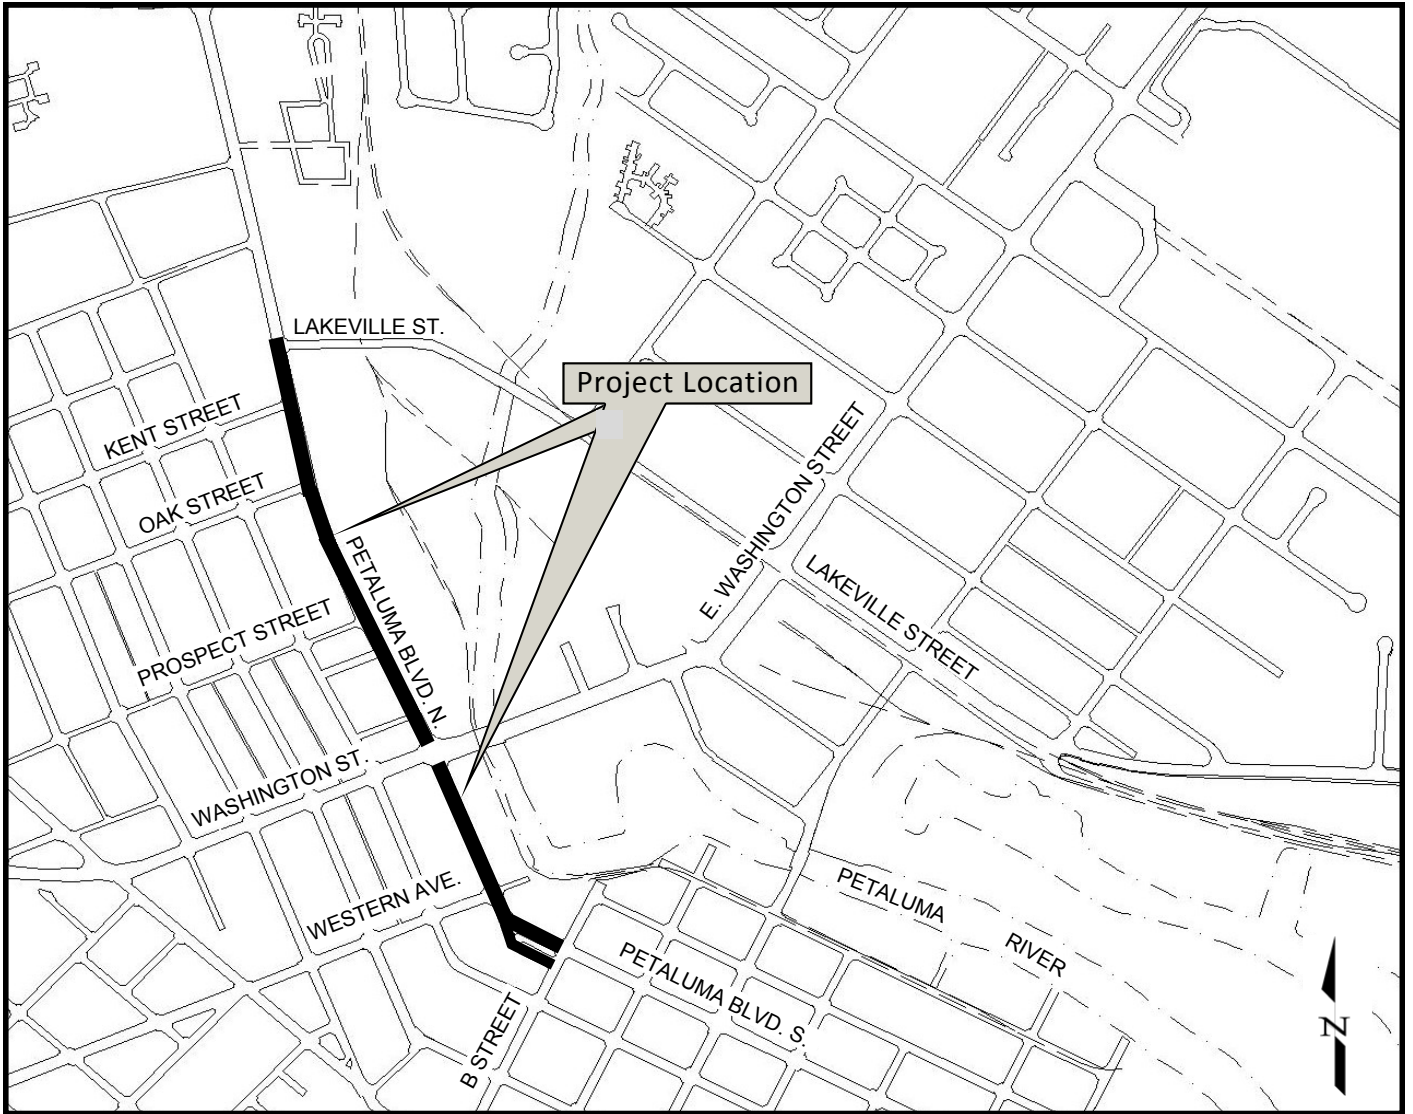 LAKEVILLE ST.
Project Location
KENT STREET
OAK STREET
E. WASHINGTON STREET
PETALUMA BLVD. N.
LAKEVILLE STREET
PROSPECT STREET
WASHINGTON ST.
WESTERN AVE.
PETALUMA
RIVER
PETALUMA BLVD. S.
B STREET
N